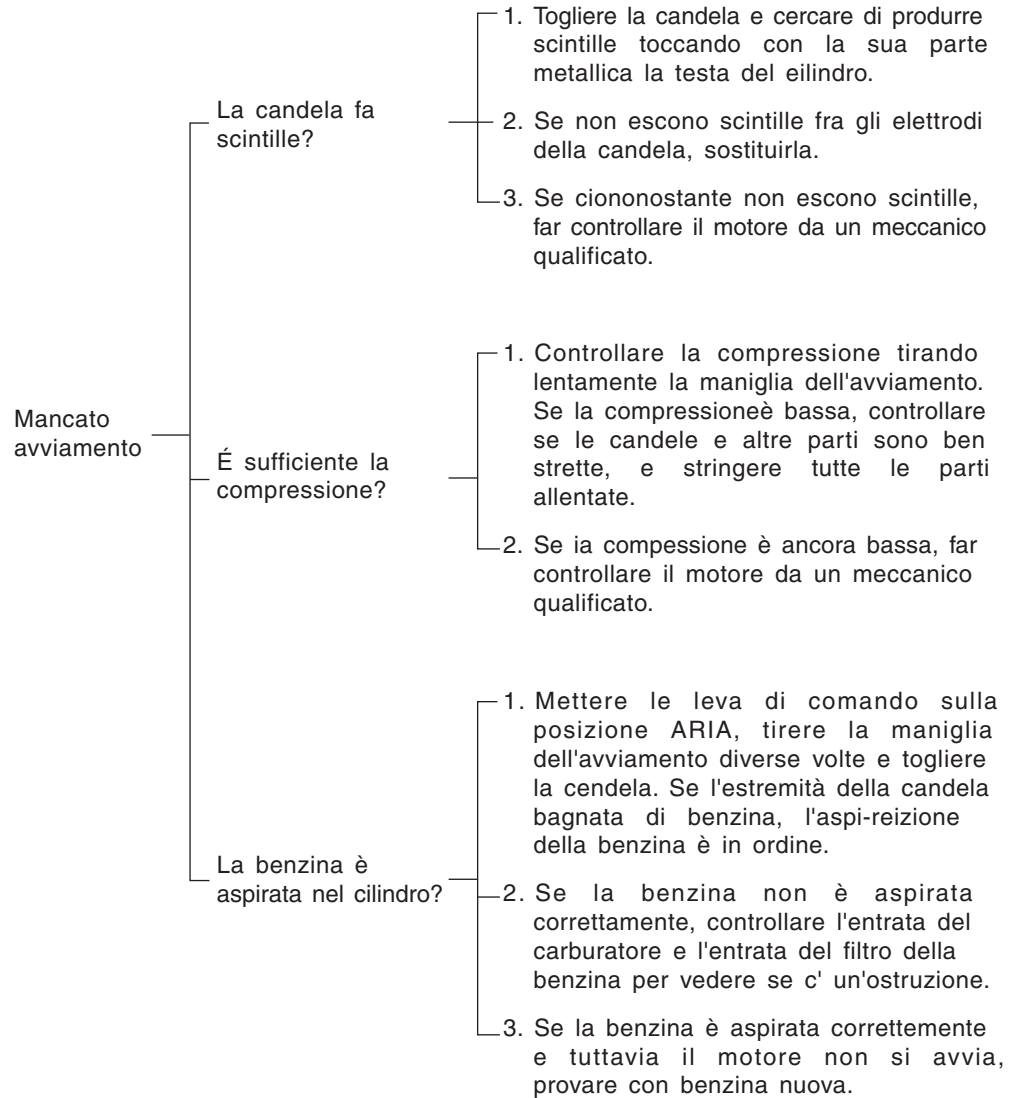 Mancato
avviamento
La candela fa
scintille?
1. Togliere la candela e cercare di produrre
scintille toccando con la sua parte
metallica la testa del eilindro.
2. Se non escono scintille fra gli elettrodi
della candela, sostituirla.
3. Se ciononostante non escono scintille,
far controllare il motore da un meccanico
qualificato.
É sufficiente la
compressione?
1. Controllare la compressione tirando
lentamente la maniglia dell'avviamento.
Se la compressioneè bassa, controllare
se le candele e altre parti sono ben
strette, e stringere tutte le parti
allentate.
2. Se ia compessione è ancora bassa, far
controllare il motore da un meccanico
qualificato.
La benzina è
aspirata nel cilindro?
1. Mettere le leva di comando sulla
posizione ARIA, tirere la maniglia
dell'avviamento diverse volte e togliere
la cendela. Se l'estremità della candela
bagnata di benzina, l'aspi-reizione
della benzina è in ordine.
2. Se la benzina non è aspirata
correttamente, controllare l'entrata del
carburatore e l'entrata del filtro della
benzina per vedere se c' un'ostruzione.
3. Se la benzina è aspirata correttemente
e tuttavia il motore non si avvia,
provare con benzina nuova.